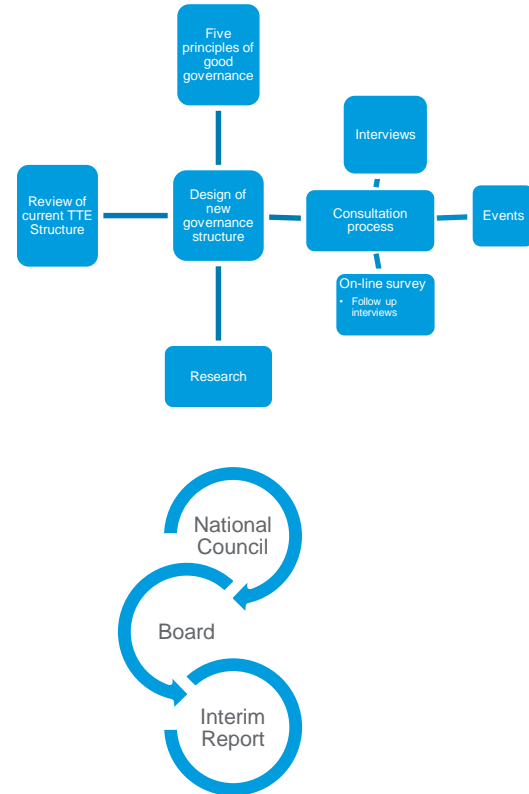 Five
principles of
good
governance
Interviews
Review of
current TTE
Structure
Design of
new
governance
structure
Consultation
process
Events
On-line survey
• Follow up
interviews
Research
National
Council
Board
Interim
Report